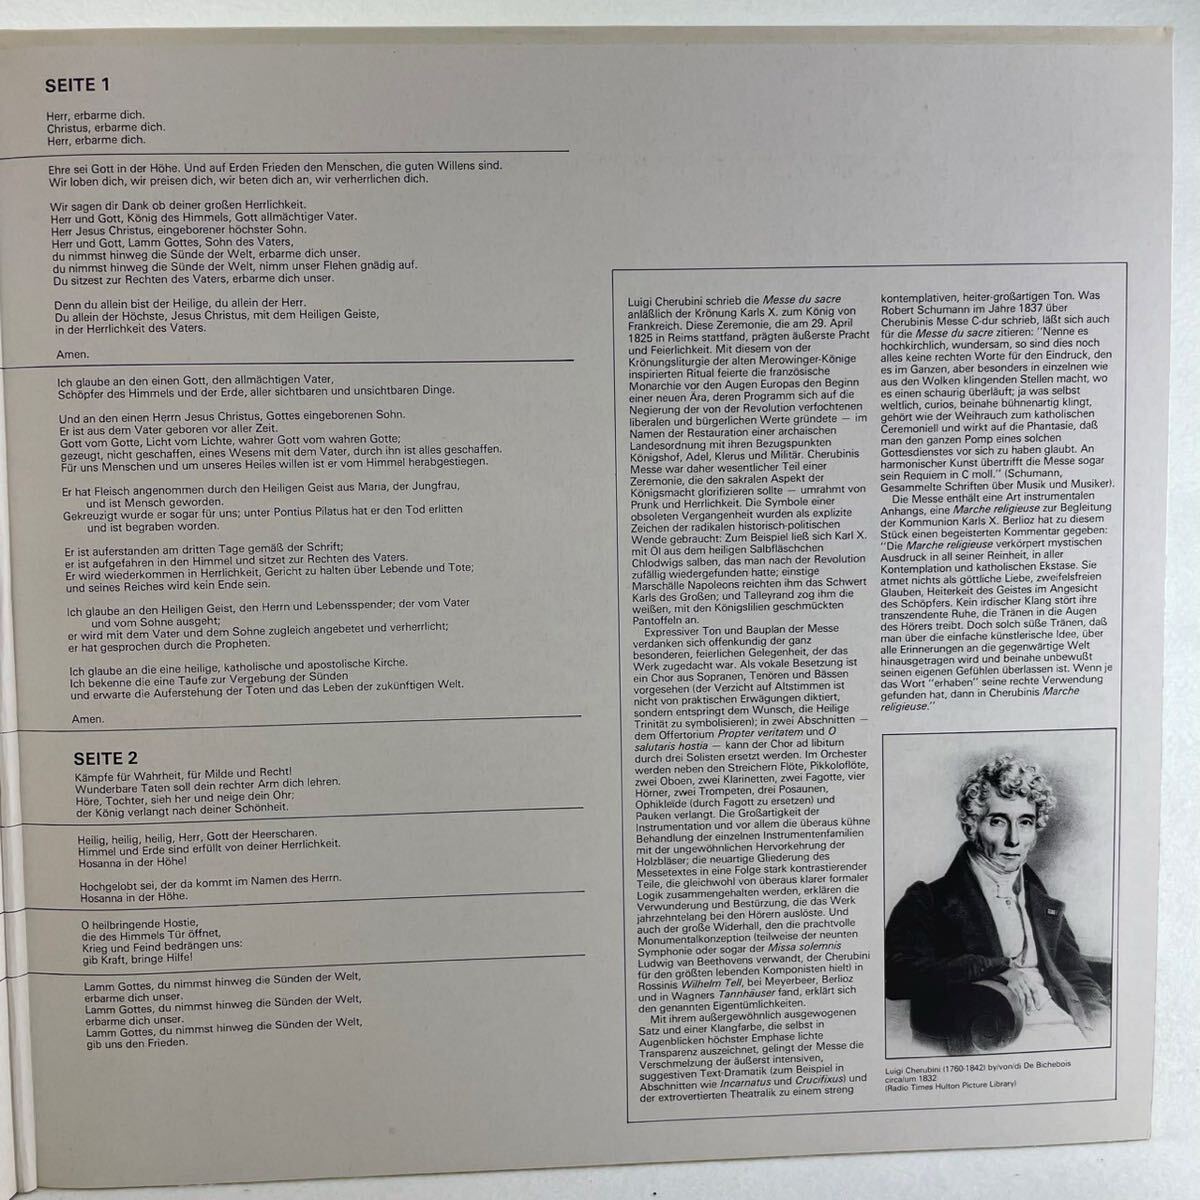 SEITE 1
Herr, erbarme dich.
Christus, erbarme dich.
Herr, erbarme dich.
Ehre sei Gott in der Höhe. Und auf Erden Frieden den Menschen, die guten Willens sind.
Wir loben dich, wir preisen dich, wir beten dich an, wir verherrlichen dich.
Wir sagen dir Dank ob deiner großen Herrlichkeit.
Herr und Gott, König des Himmels, Gott allmächtiger Vater.
Herr Jesus Christus, eingeborener höchster Sohn.
Herr und Gott, Lamm Gottes, Sohn des Vaters,
du nimmst hinweg die Sünde der Welt, erbarme dich unser.
du nimmst hinweg die Sünde der Welt, nimm unser Flehen gnädig auf.
Du sitzest zur Rechten des Vaters, erbarme dich unser.
Denn du allein bist der Heilige, du allein der Herr.
Du allein der Höchste, Jesus Christus, mit dem Heiligen Geiste,
in der Herrlichkeit des Vaters.
Amen.
Ich glaube an den einen Gott, den allmächtigen Vater,
Schöpfer des Himmels und der Erde, aller sichtbaren und unsichtbaren Dinge.
Und an den einen Herrn Jesus Christus, Gottes eingeborenen Sohn.
Er ist aus dem Vater geboren vor aller Zeit.
Gott vom Gotte, Licht vom Lichte, wahrer Gott vom wahren Gotte;
gezeugt, nicht geschaffen, eines Wesens mit dem Vater, durch ihn ist alles geschaffen.
Für uns Menschen und um unseres Heiles willen ist er vom Himmel herabgestiegen.
Er hat Fleisch angenommen durch den Heiligen Geist aus Maria, der Jungfrau,
und ist Mensch geworden.
Gekreuzigt wurde er sogar für uns; unter Pontius Pilatus hat er den Tod erlitten
und ist begraben worden.
Er ist auferstanden am dritten Tage gemäß der Schrift;
er ist aufgefahren in den Himmel und sitzet zur Rechten des Vaters.
Er wird wiederkommen in Herrlichkeit, Gericht zu halten über Lebende und Tote;
und seines Reiches wird kein Ende sein.
Ich glaube an den Heiligen Geist, den Herrn und Lebensspender; der vom Vater
und vom Sohne ausgeht;
er wird mit dem Vater und dem Sohne zugleich angebetet und verherrlicht;
er hat gesprochen durch die Propheten.
Ich glaube an die eine heilige, katholische und apostolische Kirche.
Ich bekenne die eine Taufe zur Vergebung der Sünden
und erwarte die Auferstehung der Toten und das Leben der zukünftigen Welt.
Amen.
SEITE 2
Kämpfe für Wahrheit, für Milde und Recht!
Wunderbare Taten soll dein rechter Arm dich lehren.
Höre, Tochter, sieh her und neige dein Ohr;
der König verlangt nach deiner Schönheit.
Heilig, heilig, heilig, Herr, Gott der Heerscharen.
Himmel und Erde sind erfüllt von deiner Herrlichkeit.
Hosanna in der Höhe!
Hochgelobt sei, der da kommt im Namen des Herrn.
Hosanna in der Höhe.
O heilbringende Hostie,
die des Himmels Tür öffnet,
Krieg und Feind bedrängen uns:
gib Kraft, bringe Hilfe!
Lamm Gottes, du nimmst hinweg die Sünden der Welt,
erbarme dich unser.
Lamm Gottes, du nimmst hinweg die Sünden der Welt,
erbarme dich unser.
Lamm Gottes, du nimmst hinweg die Sünden der Welt,
gib uns den Frieden.
Luigi Cherubini schrieb die Messe du sacre
anläßlich der Krönung Karls X. zum König von
Frankreich. Diese Zeremonie, die am 29. April
1825 in Reims stattfand, prägten äußerste Pracht
und Feierlichkeit. Mit diesem von der
Krönungsliturgie der alten Merowinger-Könige
inspirierten Ritual feierte die französische
Monarchie vor den Augen Europas den Beginn
einer neuen Ära, deren Programm sich auf die
Negierung der von der Revolution verfochtenen
liberalen und bürgerlichen Werte gründete — im
Namen der Restauration einer archaischen
Landesordnung mit ihren Bezugspunkten
Königshof, Adel, Klerus und Militär. Cherubinis
Messe war daher wesentlicher Teil einer
Zeremonie, die den sakralen Aspekt der
Königsmacht glorifizieren sollte — umrahmt von
Prunk und Herrlichkeit. Die Symbole einer
obsoleten Vergangenheit wurden als explizite
Zeichen der radikalen historisch-politischen
Wende gebraucht: Zum Beispiel ließ sich Karl X.
mit Öl aus dem heiligen Salbfläschchen
Chlodwigs salben, das man nach der Revolution
zufällig wiedergefunden hatte; einstige
Marschälle Napoleons reichten ihm das Schwert
Karls des Großen; und Talleyrand zog ihm die
weißen, mit den Königslilien geschmückten
Pantoffeln an.
Expressiver Ton und Bauplan der Messe
verdanken sich offenkundig der ganz
besonderen, feierlichen Gelegenheit, der das
Werk zugedacht war. Als vokale Besetzung ist
ein Chor aus Sopranen, Tenören und Bässen
vorgesehen (der Verzicht auf Altstimmen ist
nicht von praktischen Erwägungen diktiert,
sondern entspringt dem Wunsch, die Heilige
Trinität zu symbolisieren); in zwei Abschnitten —
dem Offertorium Propter veritatem und O
salutaris hostia — kann der Chor ad libitum
durch drei Solisten ersetzt werden. Im Orchester
werden neben den Streichern Flöte, Pikkoloflöte,
zwei Oboen, zwei Klarinetten, zwei Fagotte, vier
Hörner, zwei Trompeten, drei Posaunen,
Ophikleide (durch Fagott zu ersetzen) und
Pauken verlangt. Die Großartigkeit der
Instrumentation und vor allem die überaus kühne
Behandlung der einzelnen Instrumentenfamilien
mit der ungewöhnlichen Hervorkehrung der
Holzbläser; die neuartige Gliederung des
Messetextes in eine Folge stark kontrastierender
Teile, die gleichwohl von überaus klarer formaler
Logik zusammengehalten werden, erklären die
Verwunderung und Bestürzung, die das Werk
jahrzehntelang bei den Hörern auslöste. Und
auch der große Widerhall, den die prachtvolle
Monumentalkonzeption (teilweise der neunten
Symphonie oder sogar der Missa solemnis
Ludwig van Beethovens verwandt, der Cherubini
für den größten lebenden Komponisten hielt) in
Rossinis Wilhelm Tell, bei Meyerbeer, Berlioz
und in Wagners Tannhäuser fand, erklärt sich
den genannten Eigentümlichkeiten.
Mit ihrem außergewöhnlich ausgewogenen
Satz und einer Klangfarbe, die selbst in
Augenblicken höchster Emphase lichte
Transparenz auszeichnet, gelingt der Messe die
Verschmelzung der äußerst intensiven,
suggestiven Text-Dramatik (zum Beispiel in
Abschnitten wie Incarnatus und Crucifixus) und
der extrovertierten Theatralik zu einem streng
kontemplativen, heiter-großartigen Ton. Was
Robert Schumann im Jahre 1837 über
Cherubinis Messe C-dur schrieb, läßt sich auch
für die Messe du sacre zitieren: "Nenne es
hochkirchlich, wundersam, so sind dies noch
alles keine rechten Worte für den Eindruck, den
es im Ganzen, aber besonders in einzelnen wie
aus den Wolken klingenden Stellen macht, wo
es einen schaurig überläuft; ja was selbst
weltlich, curios, beinahe bühnenartig klingt,
gehört wie der Weihrauch zum katholischen
Ceremoniell und wirkt auf die Phantasie, daß
man den ganzen Pomp eines solchen
Gottesdienstes vor sich zu haben glaubt. An
harmonischer Kunst übertrifft die Messe sogar
sein Requiem in C moll." (Schumann,
Gesammelte Schriften über Musik und Musiker).
Die Messe enthält eine Art instrumentalen
Anhangs, eine Marche religieuse zur Begleitung
der Kommunion Karls X. Berlioz hat zu diesem
Stück einen begeisterten Kommentar gegeben:
"Die Marche religieuse verkörpert mystischen
Ausdruck in all seiner Reinheit, in aller
Kontemplation und katholischen Ekstase. Sie
atmet nichts als göttliche Liebe, zweifelsfreien
Glauben, Heiterkeit des Geistes im Angesicht
des Schöpfers. Kein irdischer Klang stört ihre
transzendente Ruhe, die Tränen in die Augen
des Hörers treibt. Doch solch süße Tränen, daß
man über die einfache künstlerische Idee, über
alle Erinnerungen an die gegenwärtige Welt
hinausgetragen wird und beinahe unbewußt
seinen eigenen Gefühlen überlassen ist. Wenn je
das Wort "erhaben" seine rechte Verwendung
gefunden hat, dann in Cherubinis Marche
religieuse."
Luigi Cherubini (1760-1842) by/von/di De Bichebois
circa/um 1832
(Radio Times Hulton Picture Library)